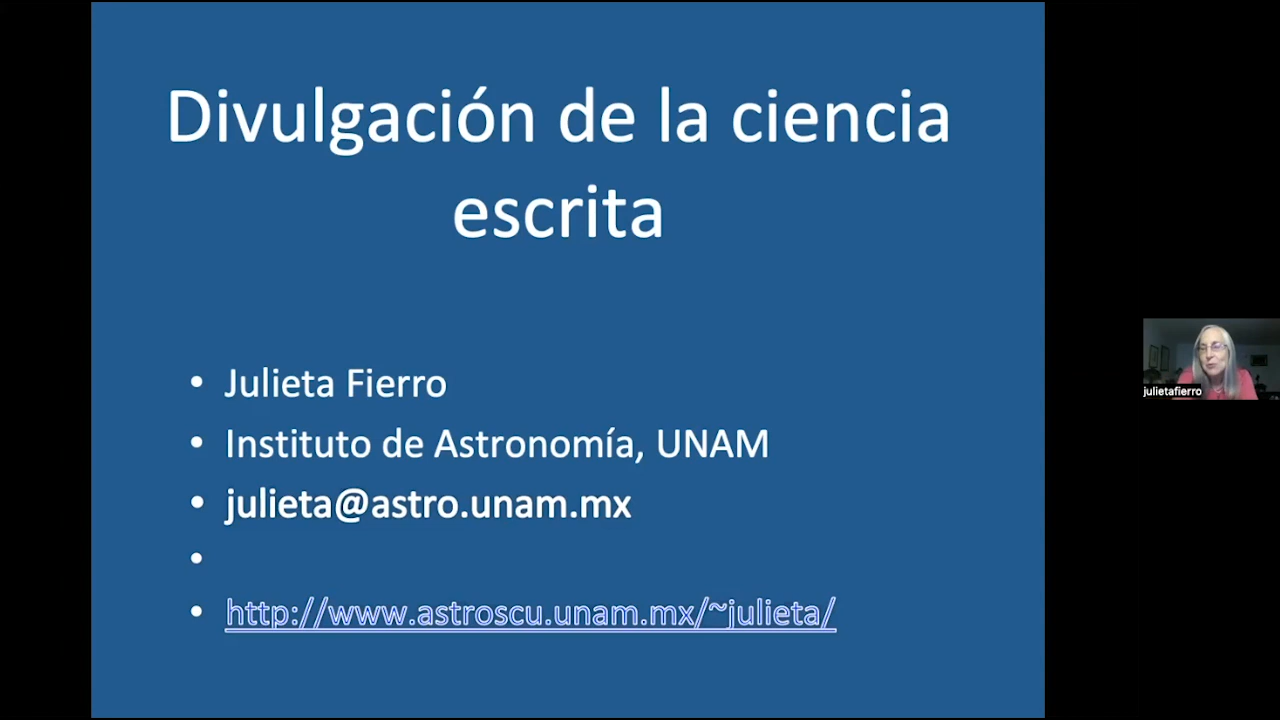 Divulgación de la ciencia
escrita
• Julieta Fierro
• Instituto de Astronomía, UNAM
• julieta@astro.unam.mx
•
• http://www.astroscu.unam.mx/~julieta/
julietafierro